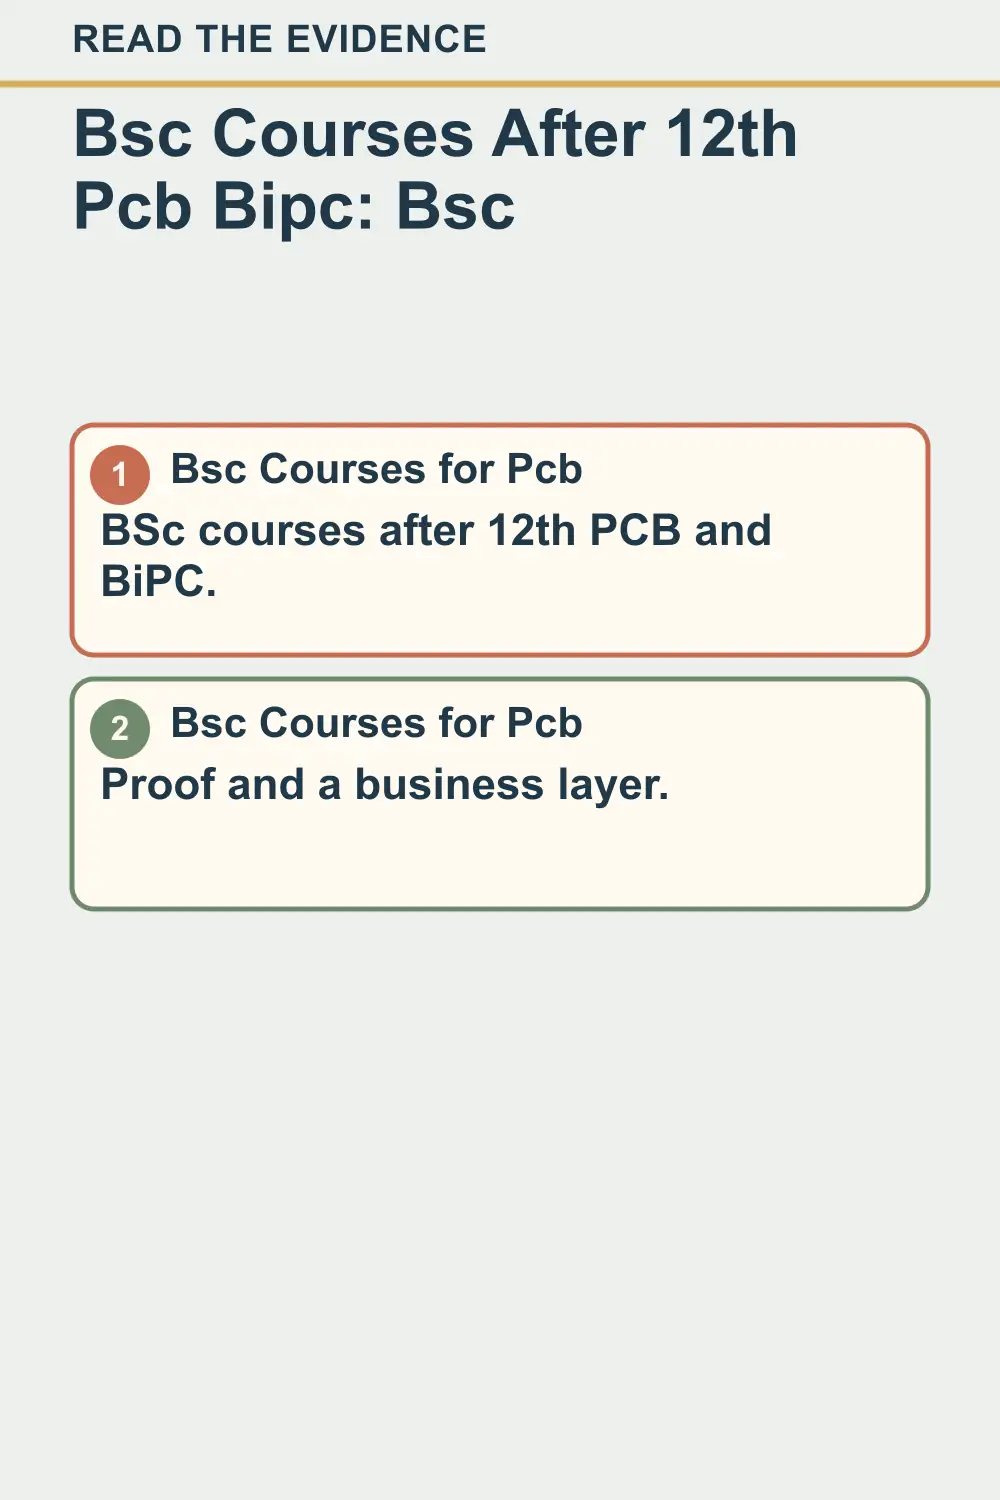 READ THE EVIDENCE
Bsc Courses After 12th
Pcb Bipc: Bsc
1 Bsc Courses for Pcb
BSc courses after 12th PCB and
BiPC.
2 Bsc Courses for Pcb
Proof and a business layer.